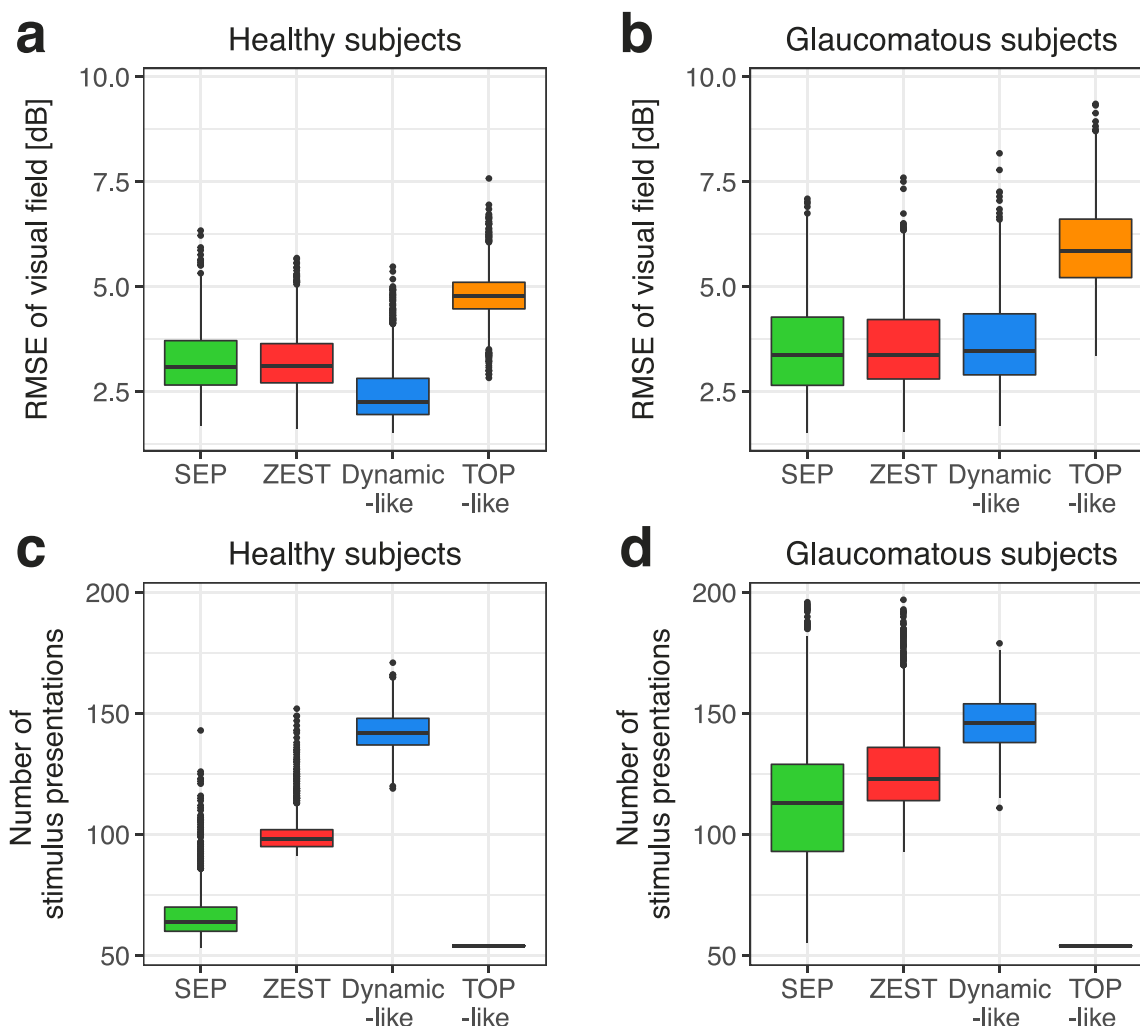 a
Healthy subjects
RMSE of visual field [dB]
10.0
7.5
5.0
2.5
SEP
ZEST
Dynamic
-like
TOP
-like
b
Glaucomatous subjects
RMSE of visual field [dB]
10.0
7.5
5.0
2.5
SEP
ZEST
Dynamic
-like
TOP
-like
c
Healthy subjects
Number of
stimulus presentations
200
150
100
50
SEP
ZEST
Dynamic
-like
TOP
-like
d
Glaucomatous subjects
Number of
stimulus presentations
200
150
100
50
SEP
ZEST
Dynamic
-like
TOP
-like